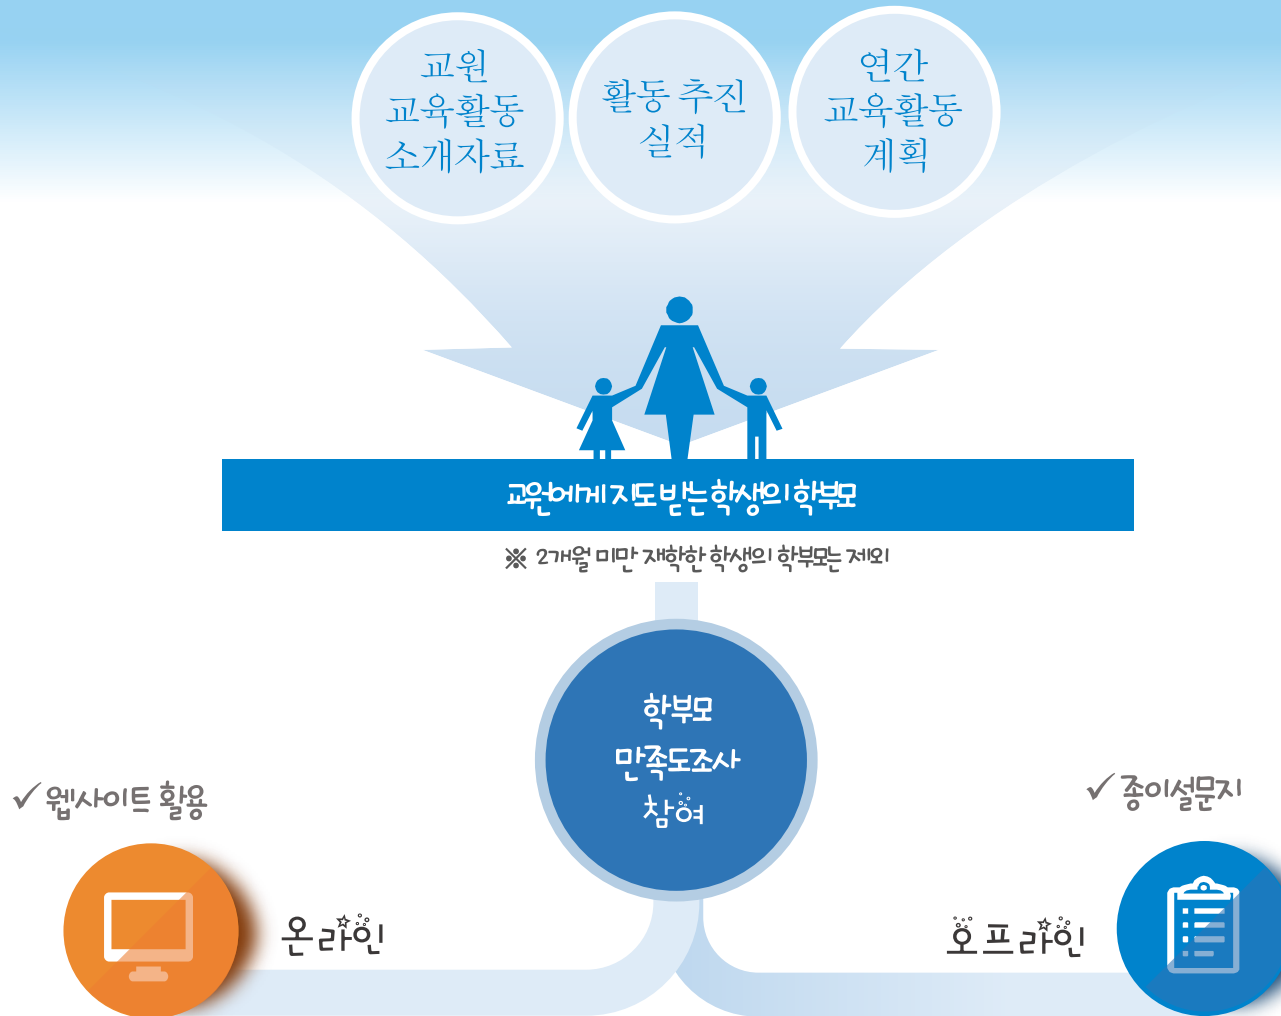 교원
교육활동
소개자료
활동 추진
실적
연간
교육활동
계획
교원에게 지도 받는 학생의 학부모
※ 2개월 미만 재학한 학생의 학부모는 제외
학부모
만족도조사
참여
✓ 웹사이트 활용
온라인
✓ 종이설문지
오프라인